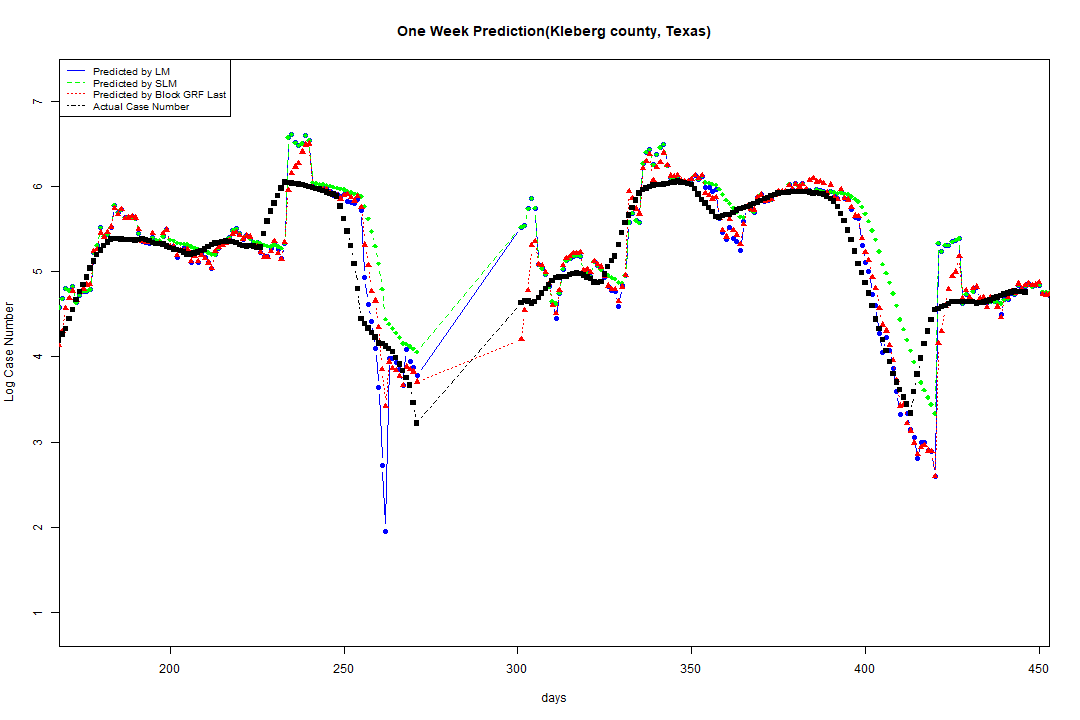 One Week Prediction(Kleberg county, Texas)
Predicted by LM
Predicted by SLM
Predicted by Block GRF Last
Actual Case Number
7
6
5
4
3
2
1
Log Case Number
200 250 300 350 400 450
days